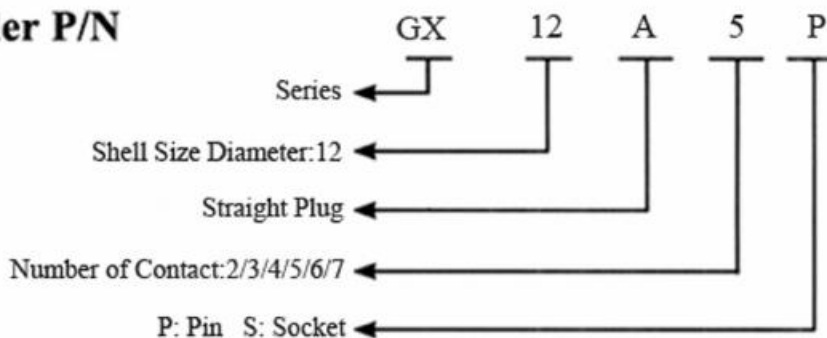 P/N
GX 12 A 5 P
Series
Shell Size Diameter:12
Straight Plug
Number of Contact:2/3/4/5/6/7
P: Pin S: Socket